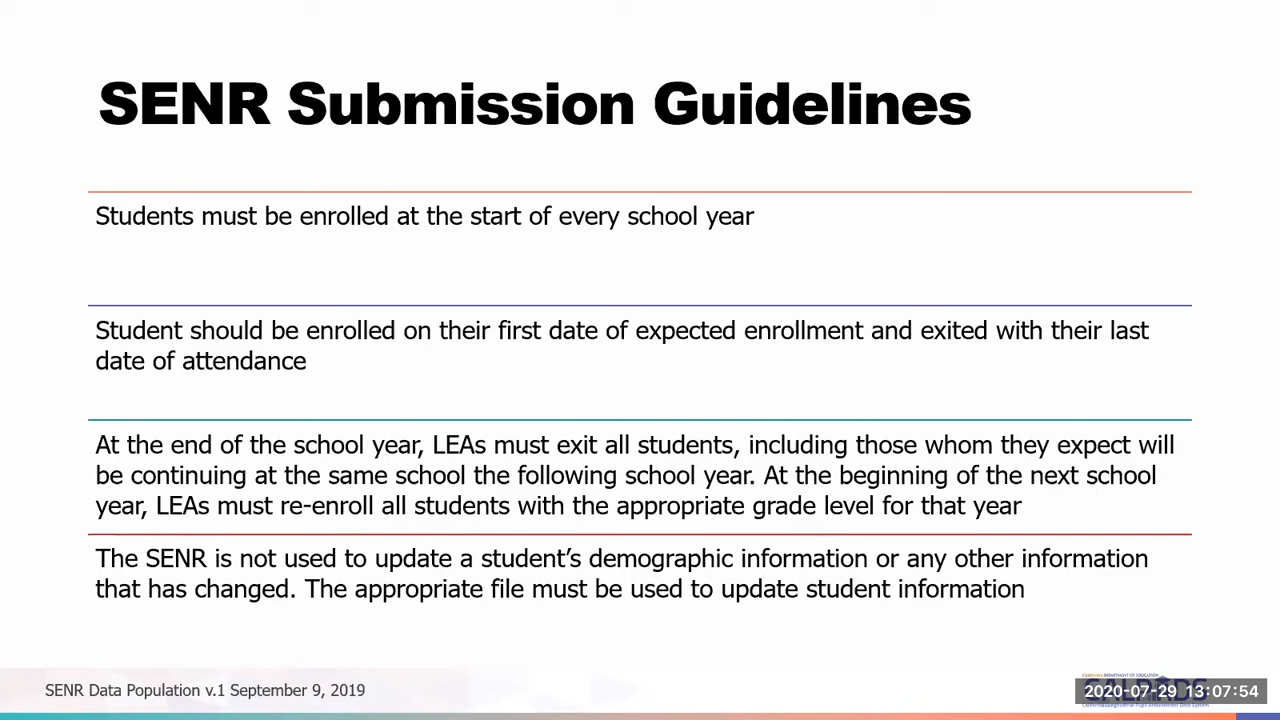 SENR Submission Guidelines
Students must be enrolled at the start of every school year
Student should be enrolled on their first date of expected enrollment and exited with their last
date of attendance
At the end of the school year, LEAs must exit all students, including those whom they expect will
be continuing at the same school the following school year. At the beginning of the next school
year, LEAs must re-enroll all students with the appropriate grade level for that year
The SENR is not used to update a student’s demographic information or any other information
that has changed. The appropriate file must be used to update student information
SENR Data Population v.1 September 9, 2019
2020-07-29 13:07:54